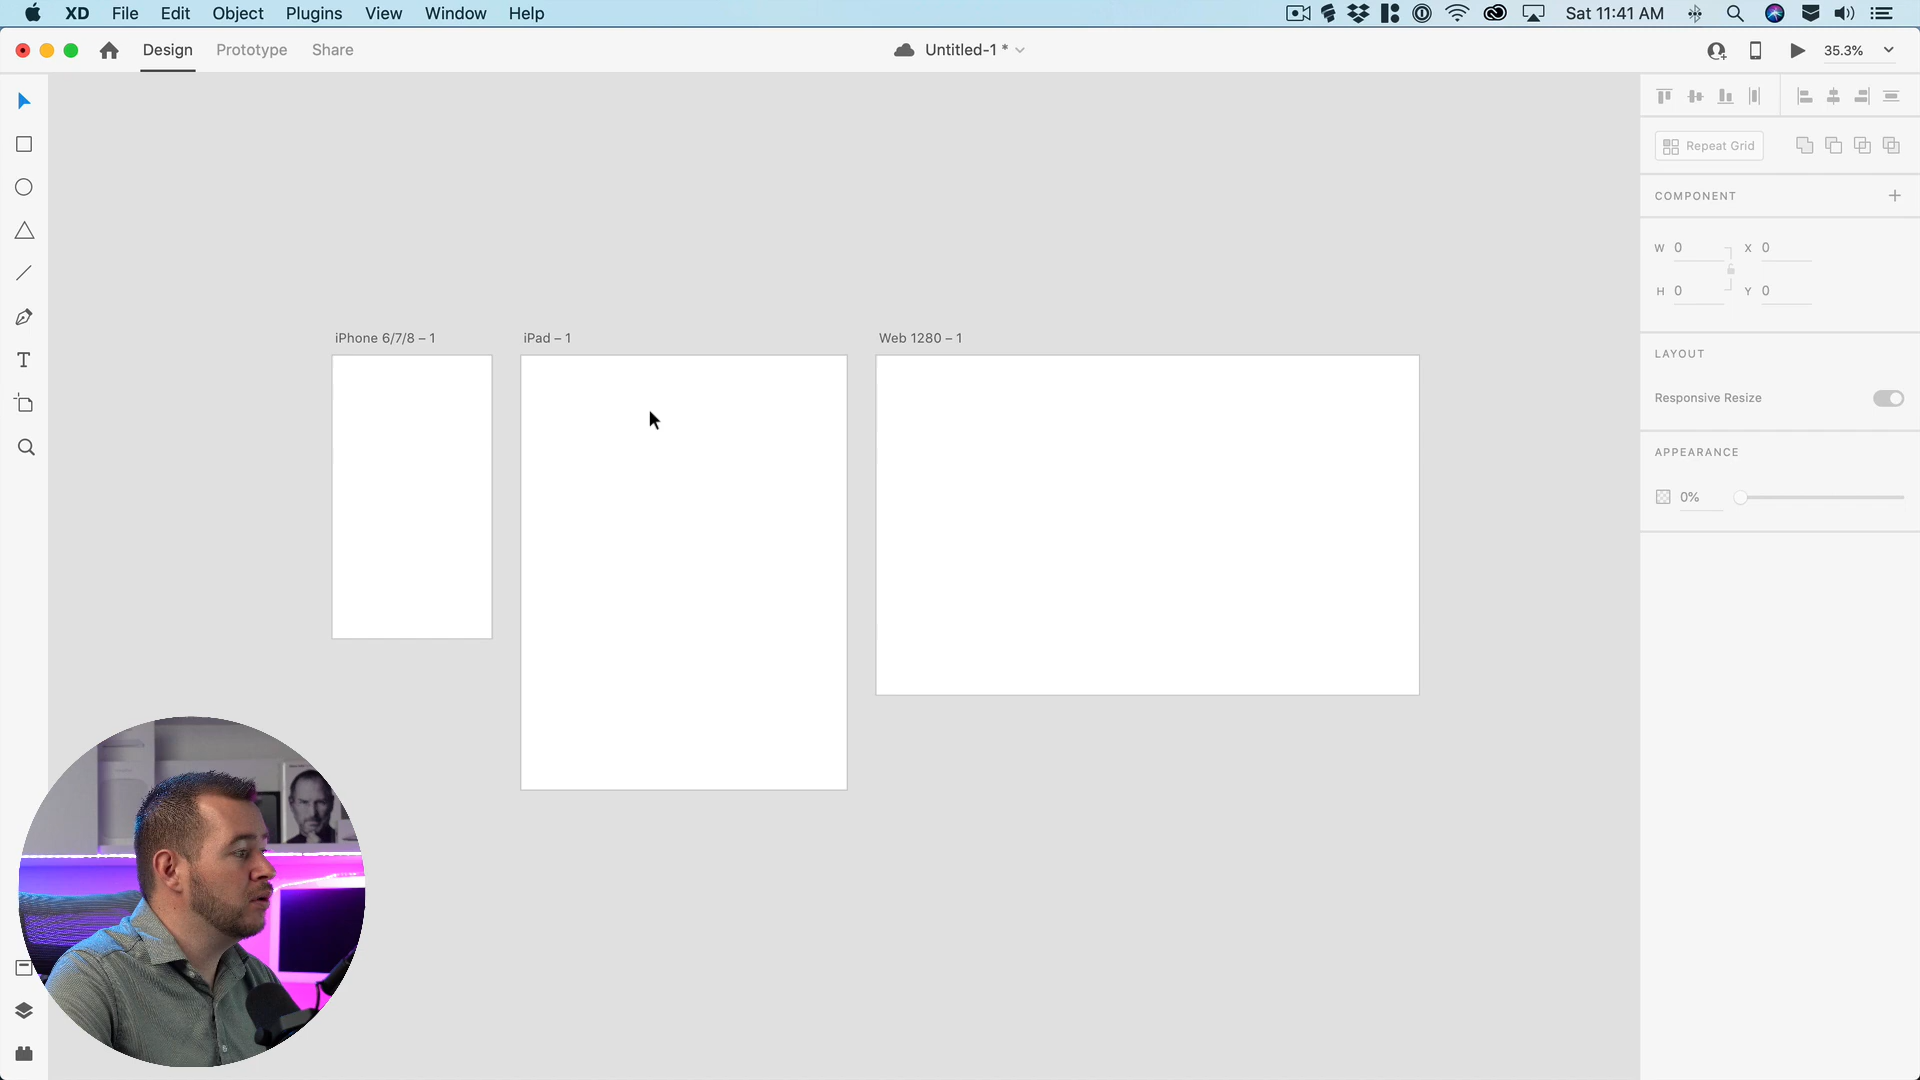 XD File Edit Object Plugins View Window Help Sat 11:41 AM
Design Prototype Share Untitled-1 * 35.3%
Repeat Grid
COMPONENT
W 0 X 0
H 0 Y 0
iPhone 6/7/8 – 1 iPad – 1 Web 1280 – 1
LAYOUT
Responsive Resize
APPEARANCE
0%